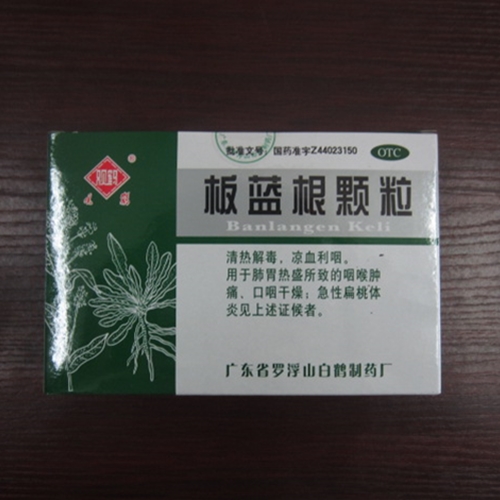 批准文号：国药准字Z44023150
OTC
板蓝根颗粒
Banlangen Keli
清热解毒，凉血利咽。
用于肺胃热盛所致的咽喉肿
痛、口咽干燥；急性扁桃体
炎见上述证候者。
广东省罗浮山白鹤制药厂